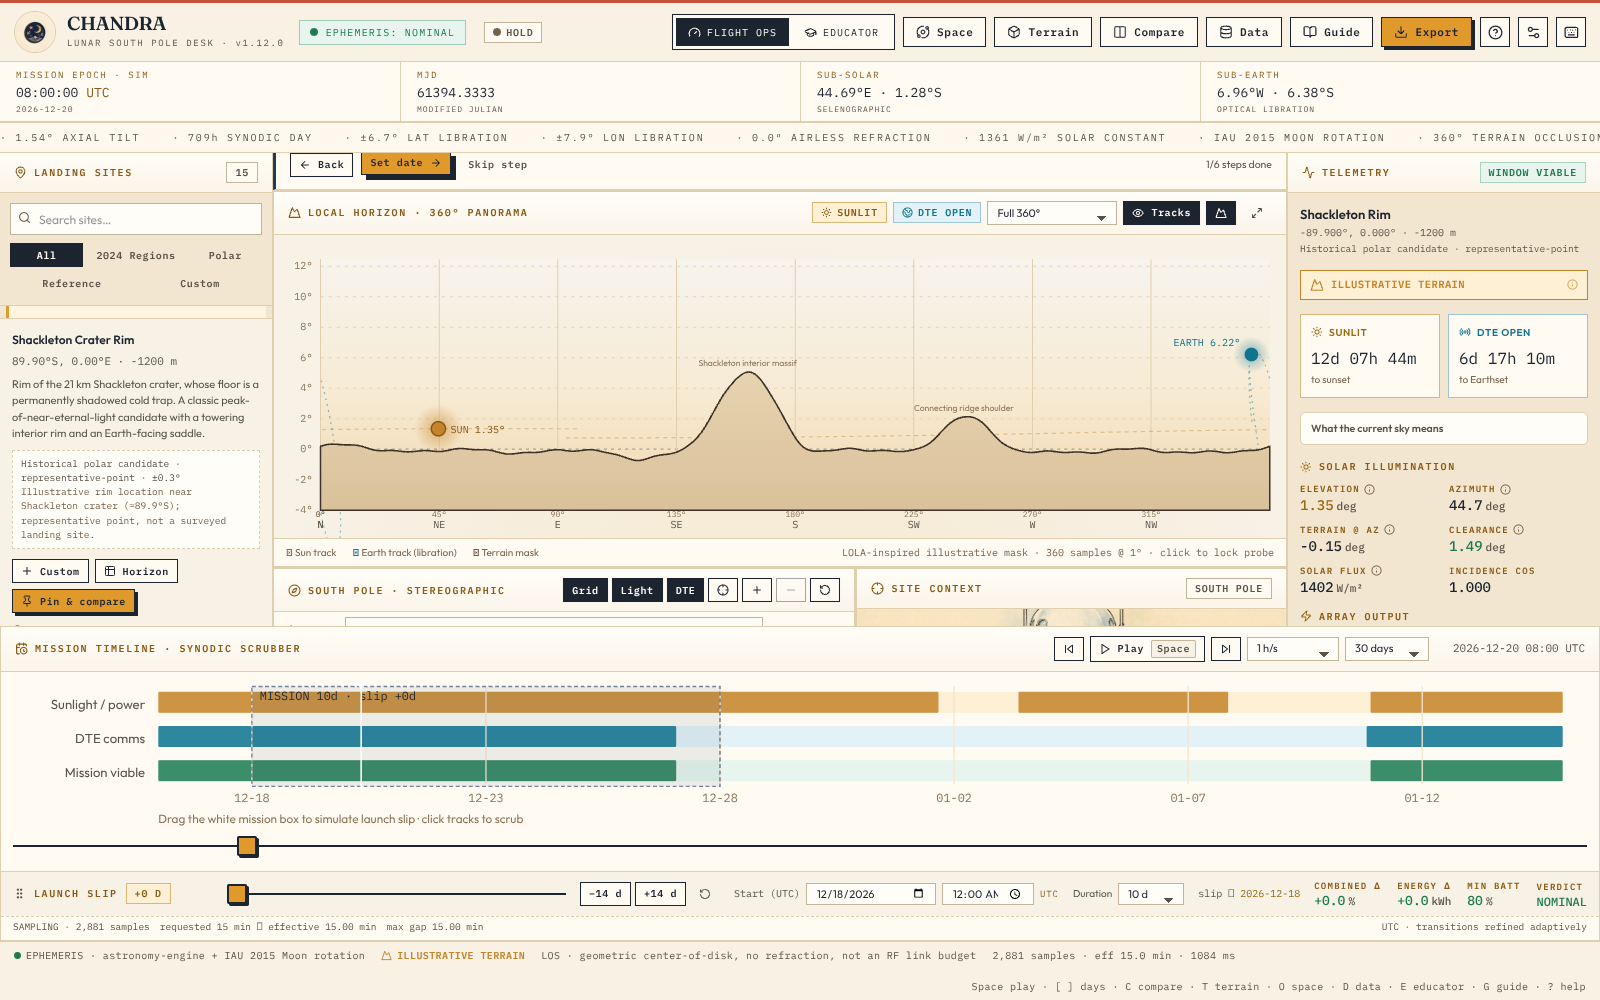 CHANDRA
LUNAR SOUTH POLE DESK · v1.12.0
EPHEMERIS: NOMINAL
HOLD
FLIGHT OPS
EDUCATOR
Space
Terrain
Compare
Data
Guide
Export
MISSION EPOCH · SIM
08:00:00 UTC
2026-12-20
MJD
61394.3333
MODIFIED JULIAN
SUB-SOLAR
44.69°E · 1.28°S
SELENOGRAPHIC
SUB-EARTH
6.96°W · 6.38°S
OPTICAL LIBRATION
· 1.54° AXIAL TILT · 709h SYNODIC DAY · ±6.7° LAT LIBRATION · ±7.9° LON LIBRATION · 0.0° AIRLESS REFRACTION · 1361 W/m² SOLAR CONSTANT · IAU 2015 MOON ROTATION · 360° TERRAIN OCCLUSION
LANDING SITES
15
Search sites…
All
2024 Regions
Polar
Reference
Custom
Shackleton Crater Rim
89.90°S, 0.00°E · -1200 m
Rim of the 21 km Shackleton crater, whose floor is a
permanently shadowed cold trap. A classic peak-
of-near-eternal-light candidate with a towering
interior rim and an Earth-facing saddle.
Historical polar candidate ·
representative-point · ±0.3°
Illustrative rim location near
Shackleton crater (≈89.9°S);
representative point, not a surveyed
landing site.
Custom
Horizon
Pin & compare
Back
Set date
Skip step
1/6 steps done
LOCAL HORIZON · 360° PANORAMA
SUNLIT
DTE OPEN
Full 360°
Tracks
12°
10°
8°
6°
4°
2°
0°
-2°
-4°
Shackleton interior massif
Connecting ridge shoulder
SUN 1.35°
EARTH 6.22°
0° 45° 90° 135° 180° 225° 270° 315°
N NE E SE S SW W NW
Sun track
Earth track (libration)
Terrain mask
LOLA-inspired illustrative mask · 360 samples @ 1° · click to lock probe
SOUTH POLE · STEREOGRAPHIC
Grid
Light
DTE
SITE CONTEXT
SOUTH POLE
TELEMETRY
WINDOW VIABLE
Shackleton Rim
-89.900°, 0.000° · -1200 m
Historical polar candidate · representative-point
ILLUSTRATIVE TERRAIN
SUNLIT
12d 07h 44m
to sunset
DTE OPEN
6d 17h 10m
to Earthset
What the current sky means
SOLAR ILLUMINATION
ELEVATION
1.35 deg
AZIMUTH
44.7 deg
TERRAIN @ AZ
-0.15 deg
CLEARANCE
1.49 deg
SOLAR FLUX
1402 W/m²
INCIDENCE COS
1.000
ARRAY OUTPUT
MISSION TIMELINE · SYNODIC SCRUBBER
Play Space
1 h/s
30 days
2026-12-20 08:00 UTC
MISSION 10d · slip +0d
Sunlight / power
DTE comms
Mission viable
12-18 12-23 12-28 01-02 01-07 01-12
Drag the white mission box to simulate launch slip · click tracks to scrub
LAUNCH SLIP
+0 D
−14 d
+14 d
Start (UTC)
12/18/2026
12:00 AM
UTC
Duration
10 d
slip 2026-12-18
COMBINED Δ
+0.0 %
ENERGY Δ
+0.0 kWh
MIN BATT
80 %
VERDICT
NOMINAL
SAMPLING · 2,881 samples requested 15 min effective 15.00 min max gap 15.00 min
UTC · transitions refined adaptively
EPHEMERIS · astronomy-engine + IAU 2015 Moon rotation ILLUSTRATIVE TERRAIN LOS · geometric center-of-disk, no refraction, not an RF link budget 2,881 samples · eff 15.0 min · 1084 ms
Space play · [ ] days · C compare · T terrain · O space · D data · E educator · G guide · ? help